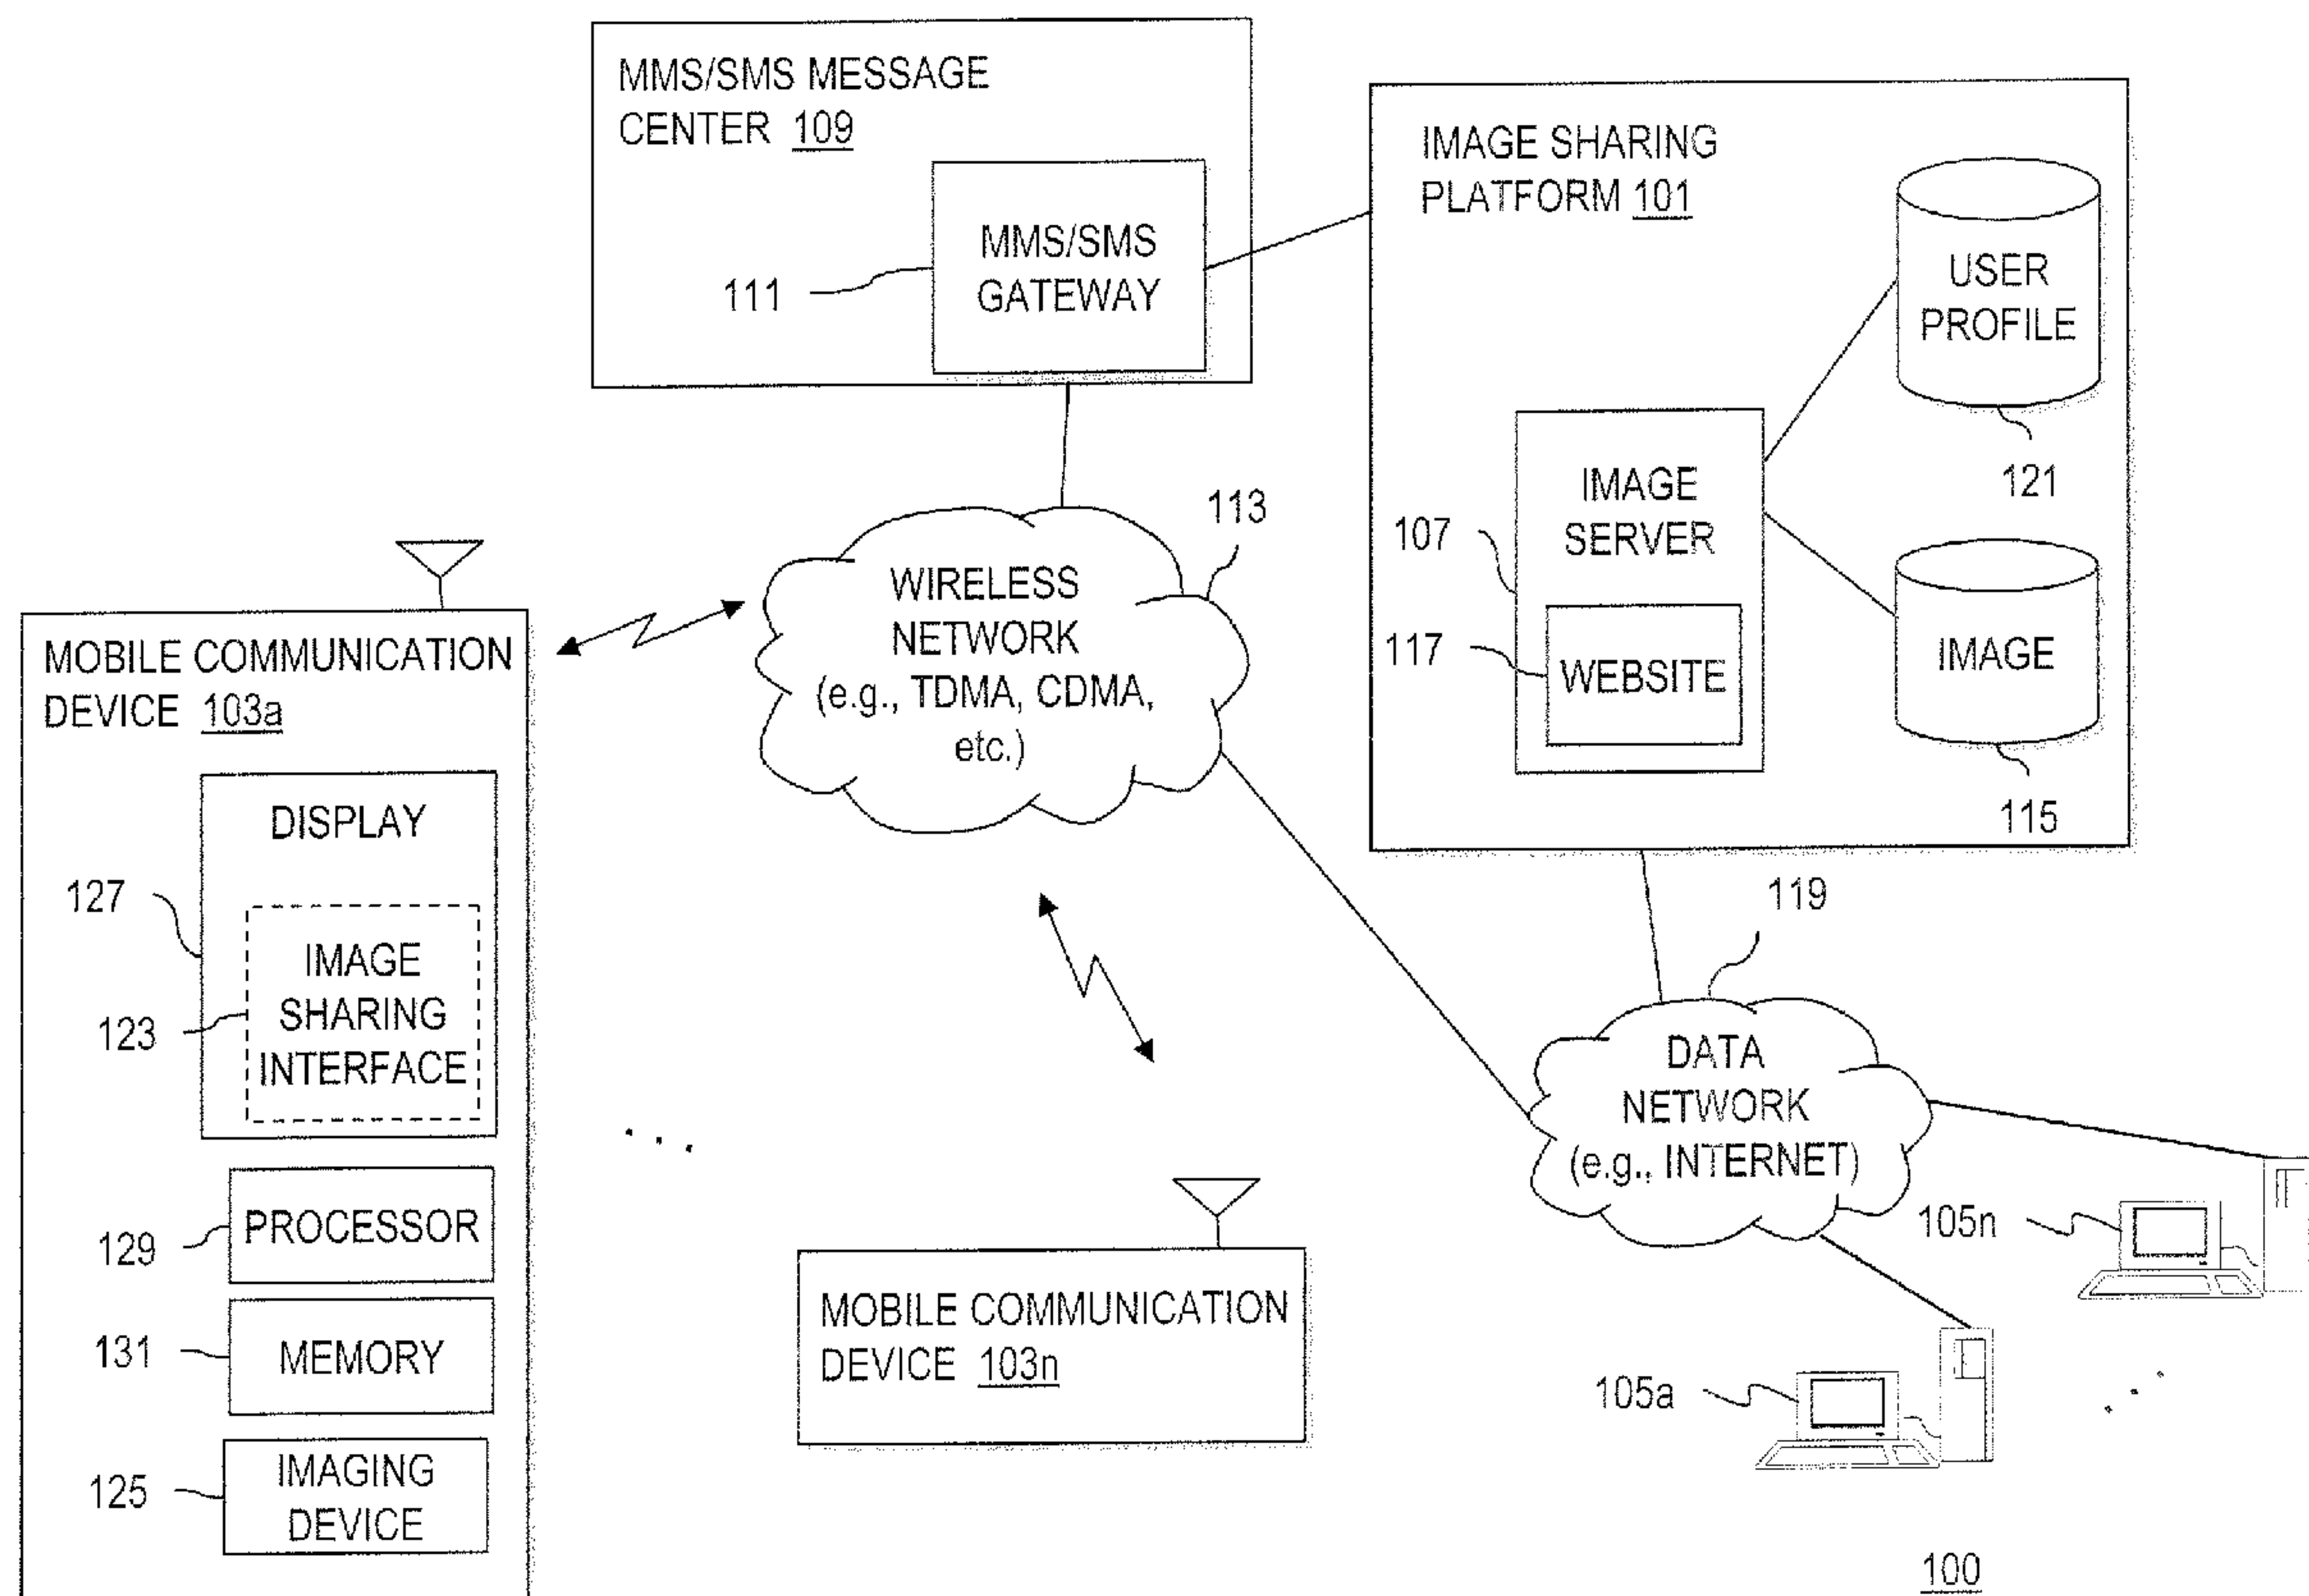 MMS/SMS MESSAGE
CENTER 109
MMS/SMS
GATEWAY
111
IMAGE SHARING
PLATFORM 101
USER
PROFILE
121
IMAGE
SERVER
107
WEBSITE
117
IMAGE
115
113
WIRELESS
NETWORK
(e.g., TDMA, CDMA,
etc.)
MOBILE COMMUNICATION
DEVICE 103a
DISPLAY
127
IMAGE
SHARING
INTERFACE
123
PROCESSOR
129
MEMORY
131
IMAGING
DEVICE
125
...
MOBILE COMMUNICATION
DEVICE 103n
119
DATA
NETWORK
(e.g., INTERNET)
105n
105a
...
100